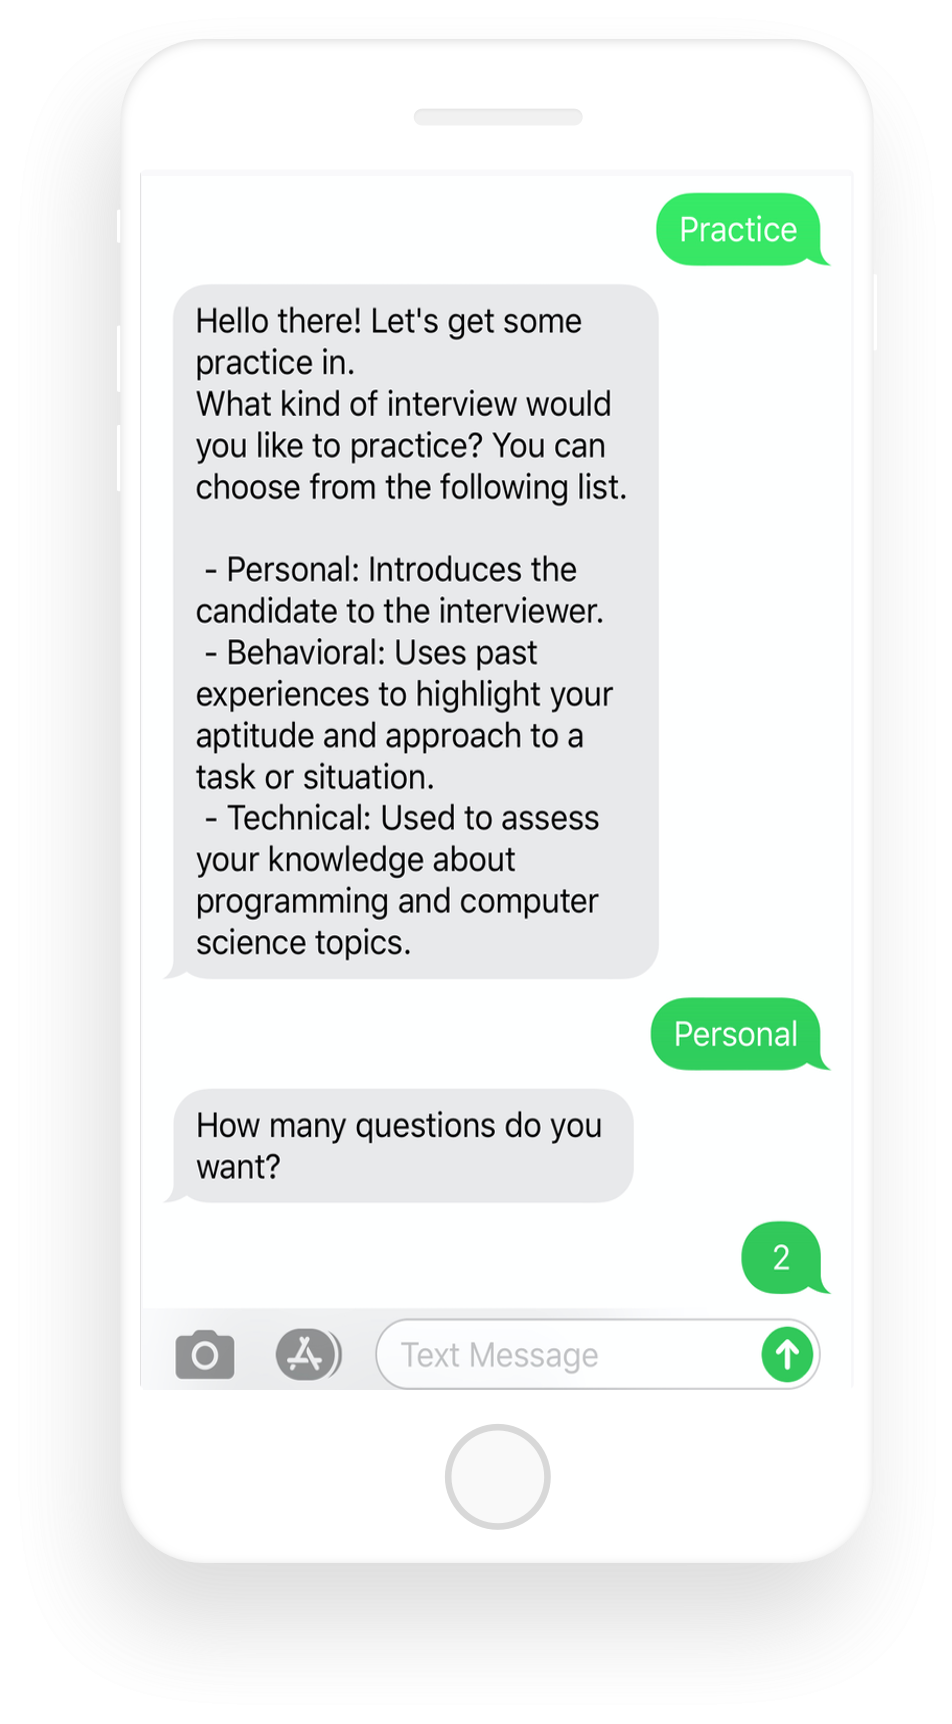 Practice
Hello there! Let's get some
practice in.
What kind of interview would
you like to practice? You can
choose from the following list.
- Personal: Introduces the
candidate to the interviewer.
- Behavioral: Uses past
experiences to highlight your
aptitude and approach to a
task or situation.
- Technical: Used to assess
your knowledge about
programming and computer
science topics.
Personal
How many questions do you
want?
2
Text Message